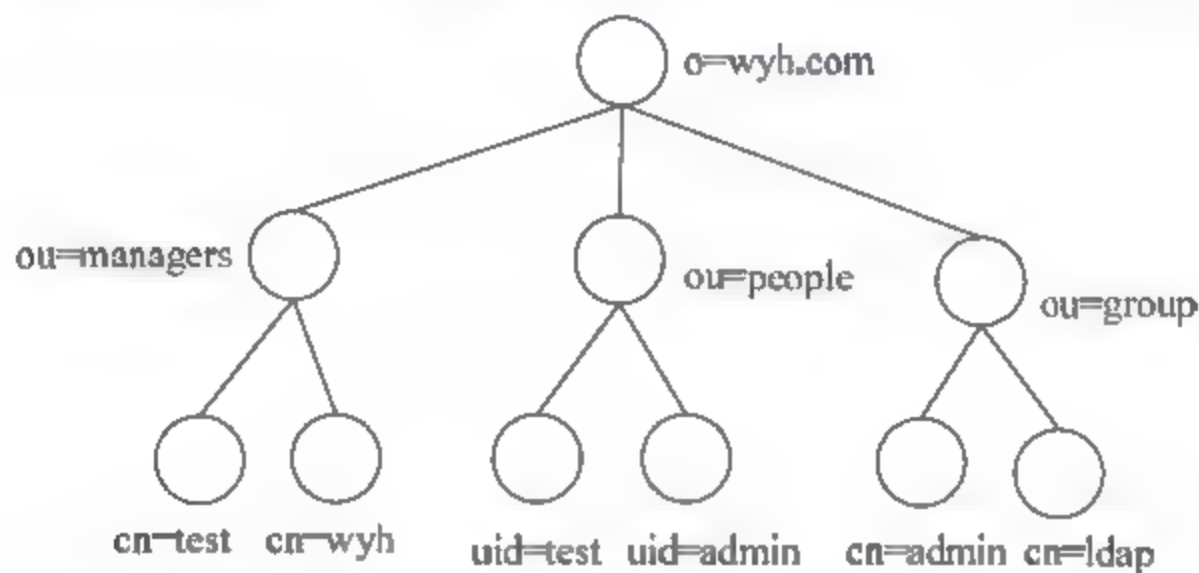 o=wyh.com
ou=managers
ou=people
ou=group
cn=test cn=wyh uid=test uid=admin cn=admin cn=ldap